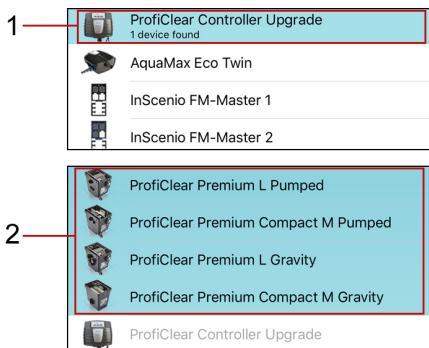 1
ProfiClear Controller Upgrade
1 device found
AquaMax Eco Twin
InScenio FM-Master 1
InScenio FM-Master 2
2
ProfiClear Premium L Pumped
ProfiClear Premium Compact M Pumped
ProfiClear Premium L Gravity
ProfiClear Premium Compact M Gravity
ProfiClear Controller Upgrade